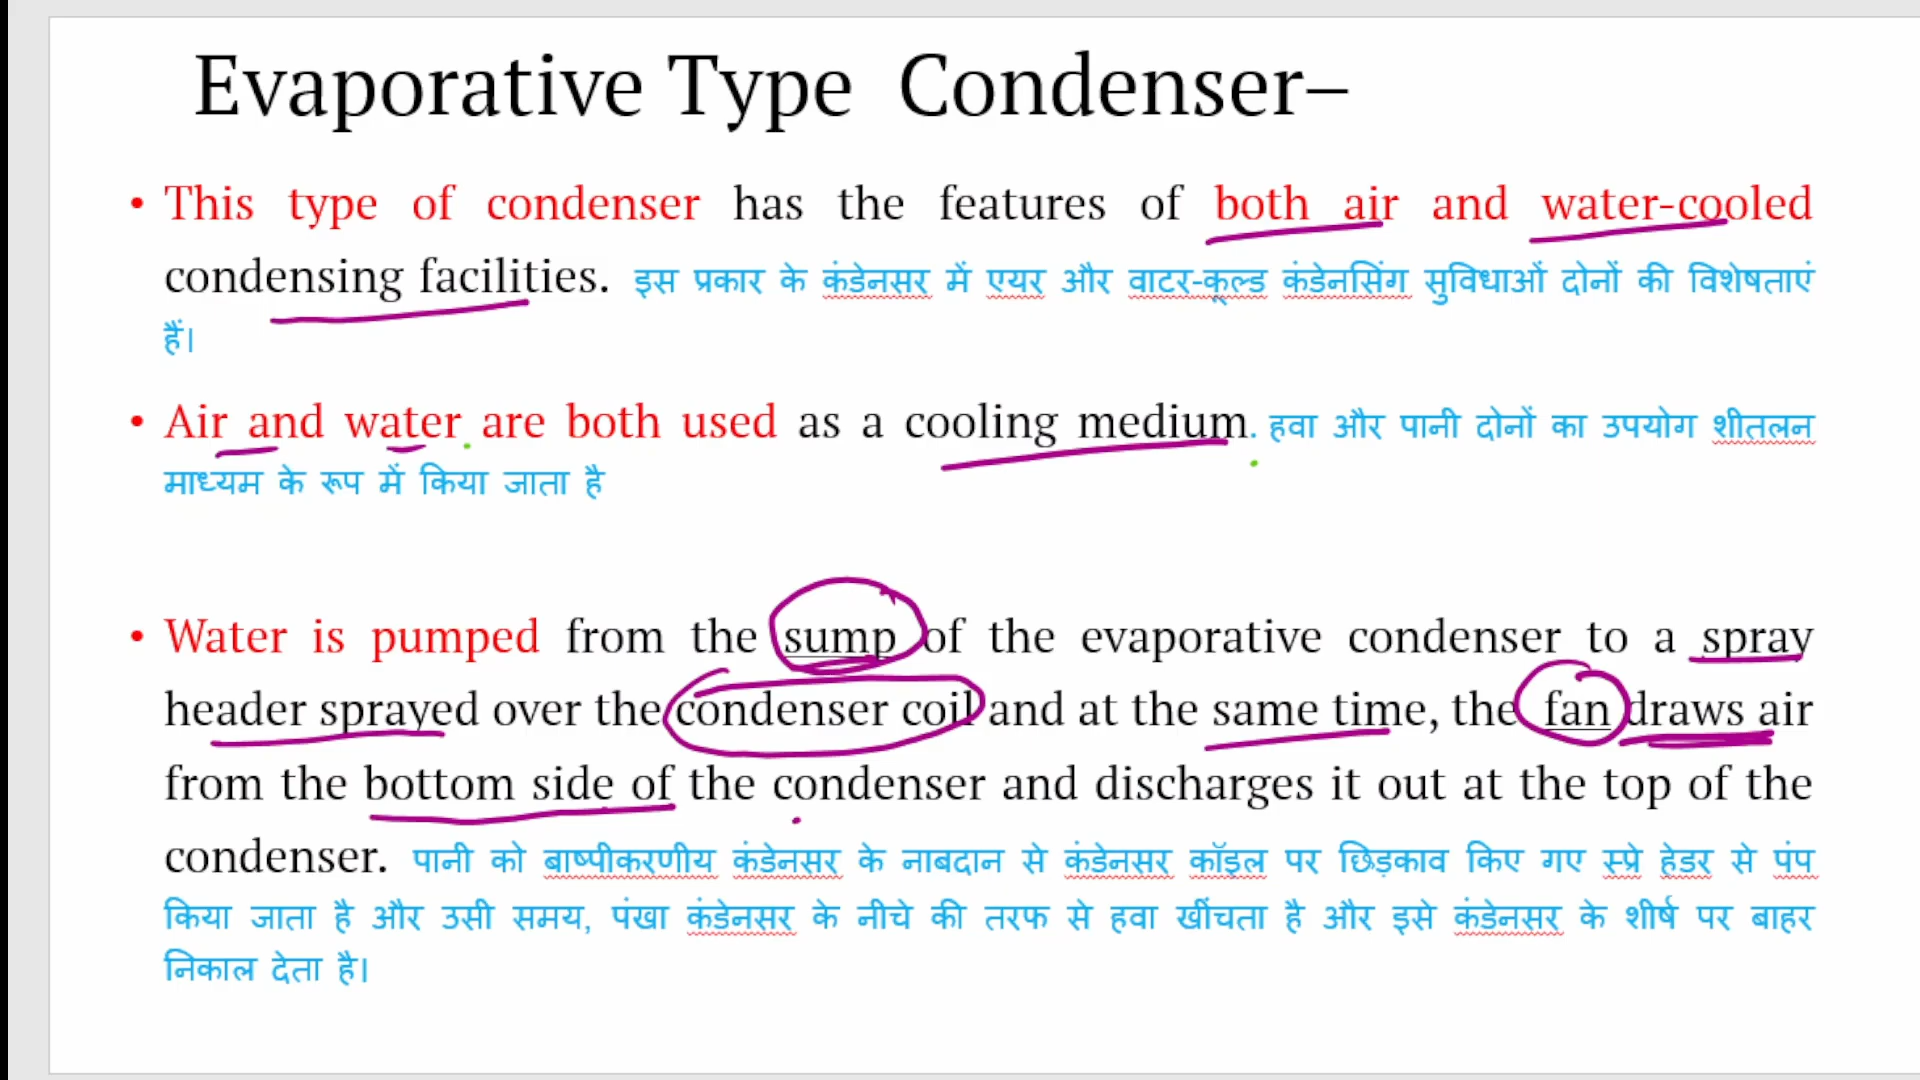 Evaporative Type Condenser–
• This type of condenser has the features of both air and water-cooled
condensing facilities. इस प्रकार के कंडेनसर में एयर और वाटर-कूल्ड कंडेनसिंग सुविधाओं दोनों की विशेषताएं
हैं।
• Air and water are both used as a cooling medium. हवा और पानी दोनों का उपयोग शीतलन
माध्यम के रूप में किया जाता है
• Water is pumped from the sump of the evaporative condenser to a spray
header sprayed over the condenser coil and at the same time, the fan draws air
from the bottom side of the condenser and discharges it out at the top of the
condenser. पानी को बाष्पीकरणीय कंडेनसर के नाबदान से कंडेनसर कॉइल पर छिड़काव किए गए स्प्रे हेडर से पंप
किया जाता है और उसी समय, पंखा कंडेनसर के नीचे की तरफ से हवा खींचता है और इसे कंडेनसर के शीर्ष पर बाहर
निकाल देता है।